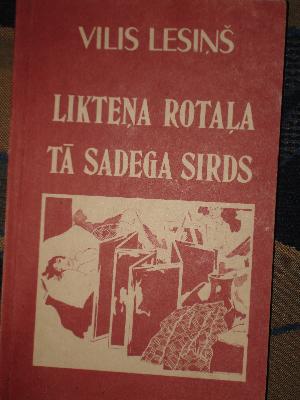 VILIS LESIŅŠ
LIKTEŅA ROTAĻA
TĀ SADEGA SIRDS